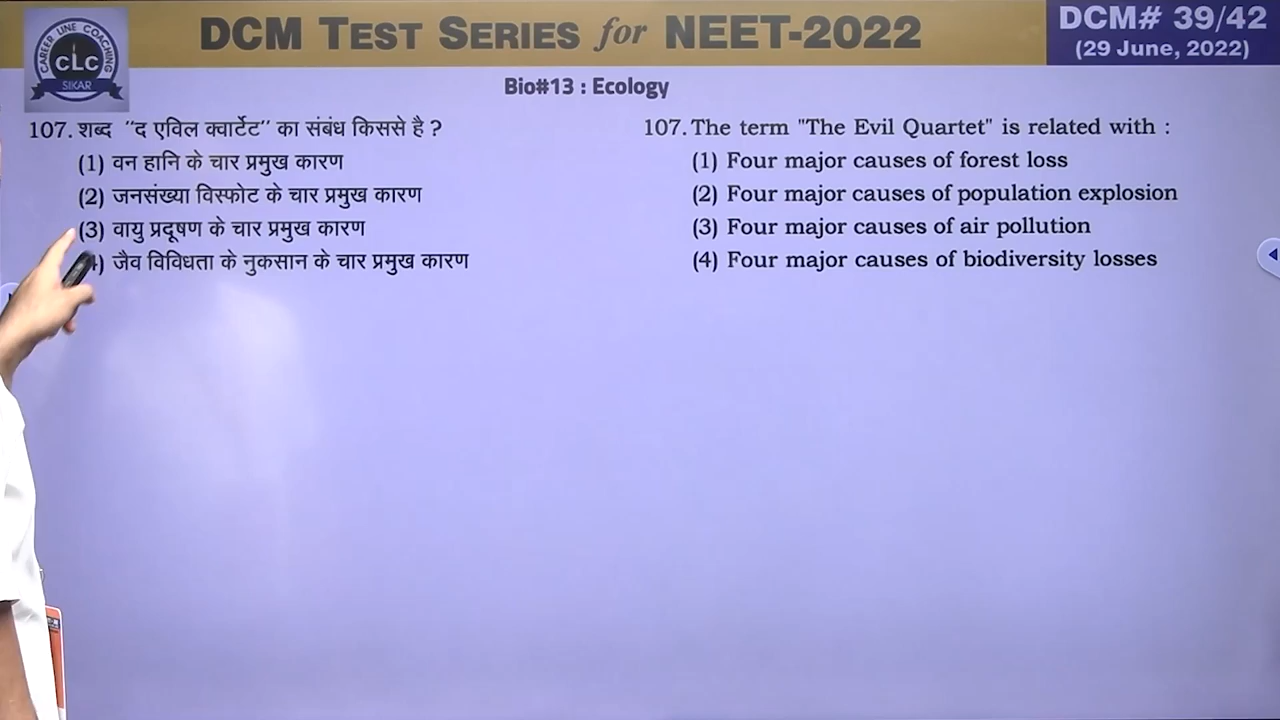 DCM TEST SERIES for NEET-2022
DCM# 39/42
(29 June, 2022)
CAREER LINE COACHING
CLC
SIKAR
Bio#13 : Ecology
107. शब्द "द एविल क्वार्टेट" का संबंध किससे है ?
(1) वन हानि के चार प्रमुख कारण
(2) जनसंख्या विस्फोट के चार प्रमुख कारण
(3) वायु प्रदूषण के चार प्रमुख कारण
) जैव विविधता के नुकसान के चार प्रमुख कारण
107. The term "The Evil Quartet" is related with :
(1) Four major causes of forest loss
(2) Four major causes of population explosion
(3) Four major causes of air pollution
(4) Four major causes of biodiversity losses